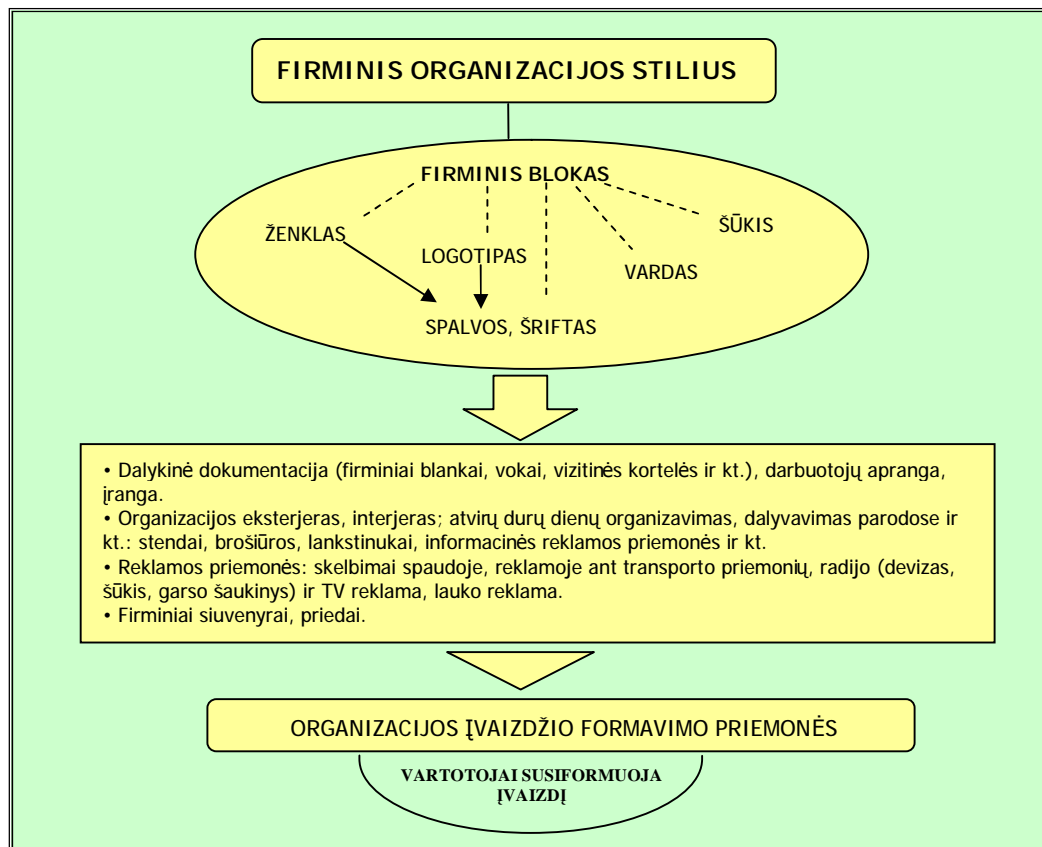 FIRMINIS ORGANIZACIJOS STILIUS
FIRMINIS BLOKAS
ŽENKLAS
LOGOTIPAS
ŠŪKIS
VARDAS
SPALVOS, ŠRIFTAS
• Dalykinė dokumentacija (firminiai blankai, vokai, vizitinės kortelės ir kt.), darbuotojų apranga,
įranga.
• Organizacijos eksterjeras, interjeras; atvirų durų dienų organizavimas, dalyvavimas parodose ir
kt.: stendai, brošiūros, lankstinukai, informacinės reklamos priemonės ir kt.
• Reklamos priemonės: skelbimai spaudoje, reklamoje ant transporto priemonių, radijo (devizas,
šūkis, garso šaukinys) ir TV reklama, lauko reklama.
• Firminiai siuvenyrai, priedai.
ORGANIZACIJOS ĮVAIZDŽIO FORMAVIMO PRIEMONĖS
VARTOTOJAI SUSIFORMUOJA
ĮVAIZDĮ